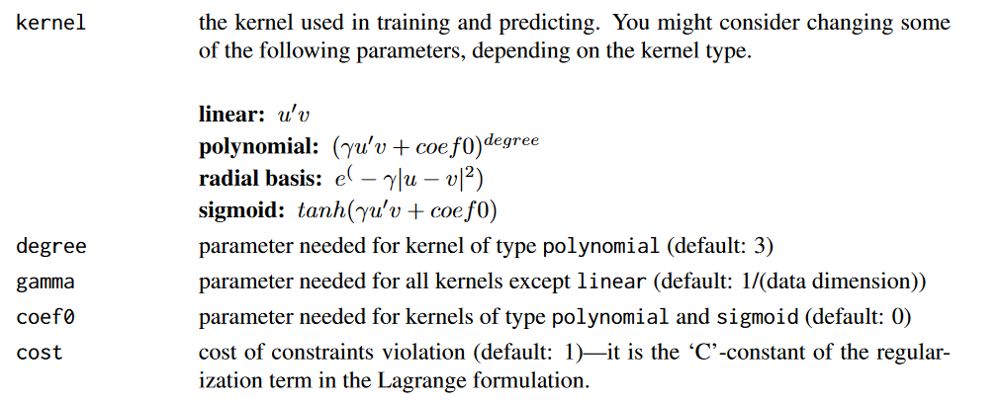 kernel the kernel used in training and predicting. You might consider changing some
of the following parameters, depending on the kernel type.
linear: u′v
polynomial: (γu′v + coef0)^degree
radial basis: e^( − γ|u − v|²)
sigmoid: tanh(γu′v + coef0)
degree parameter needed for kernel of type polynomial (default: 3)
gamma parameter needed for all kernels except linear (default: 1/(data dimension))
coef0 parameter needed for kernels of type polynomial and sigmoid (default: 0)
cost cost of constraints violation (default: 1)—it is the ‘C’-constant of the regular-
ization term in the Lagrange formulation.